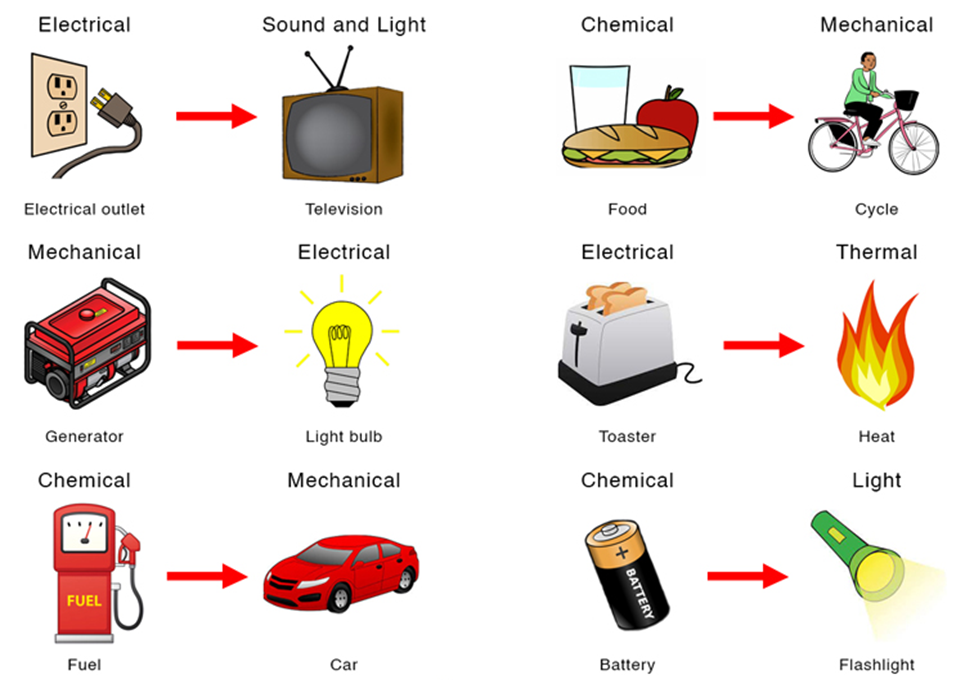 Electrical
Sound and Light
Chemical
Mechanical
Electrical outlet
Television
Food
Cycle
Mechanical
Electrical
Electrical
Thermal
Generator
Light bulb
Toaster
Heat
Chemical
Mechanical
Chemical
Light
FUEL
BATTERY
Fuel
Car
Battery
Flashlight